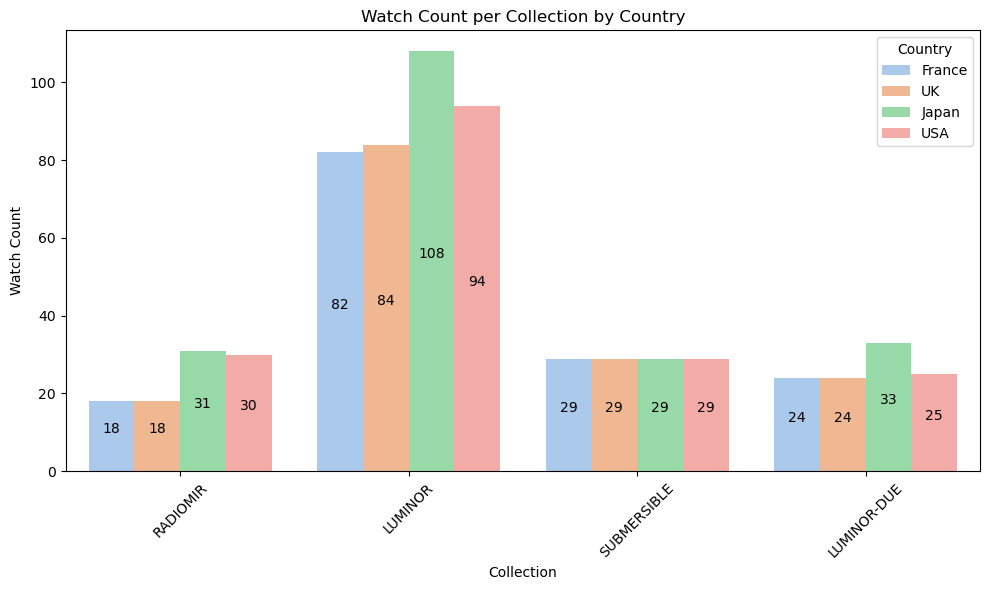 Watch Count per Collection by Country
Country
France
UK
Japan
USA
Watch Count
100
80
60
40
20
0
18
18
31
30
82
84
108
94
29
29
29
29
24
24
33
25
RADIOMIR
LUMINOR
SUBMERSIBLE
LUMINOR-DUE
Collection